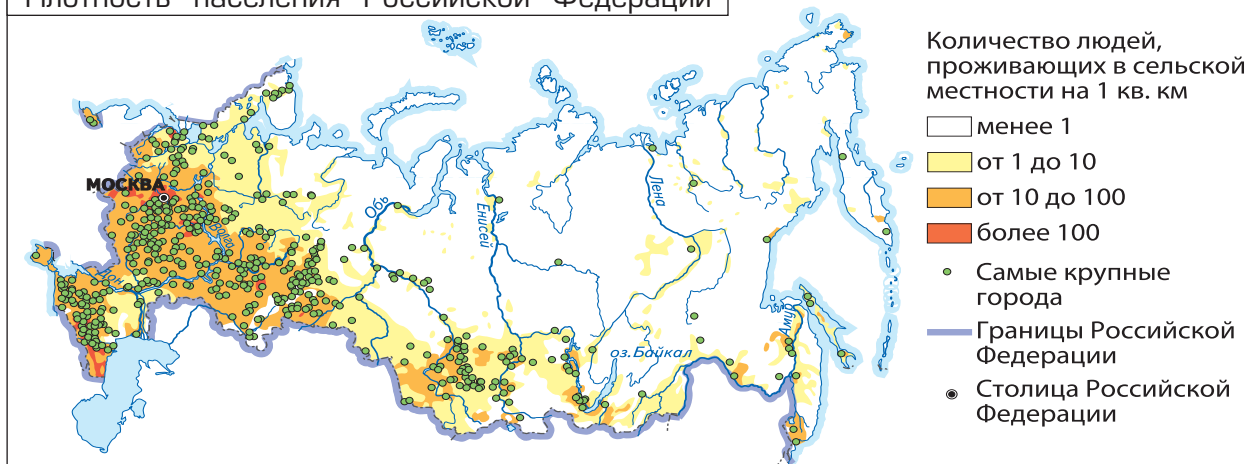 Плотность населения Российской Федерации
Количество людей,
проживающих в сельской
местности на 1 кв. км
менее 1
от 1 до 10
от 10 до 100
более 100
Самые крупные
города
Границы Российской
Федерации
Столица Российской
Федерации
МОСКВА
Обь
Енисей
Лена
оз.Байкал
Амур